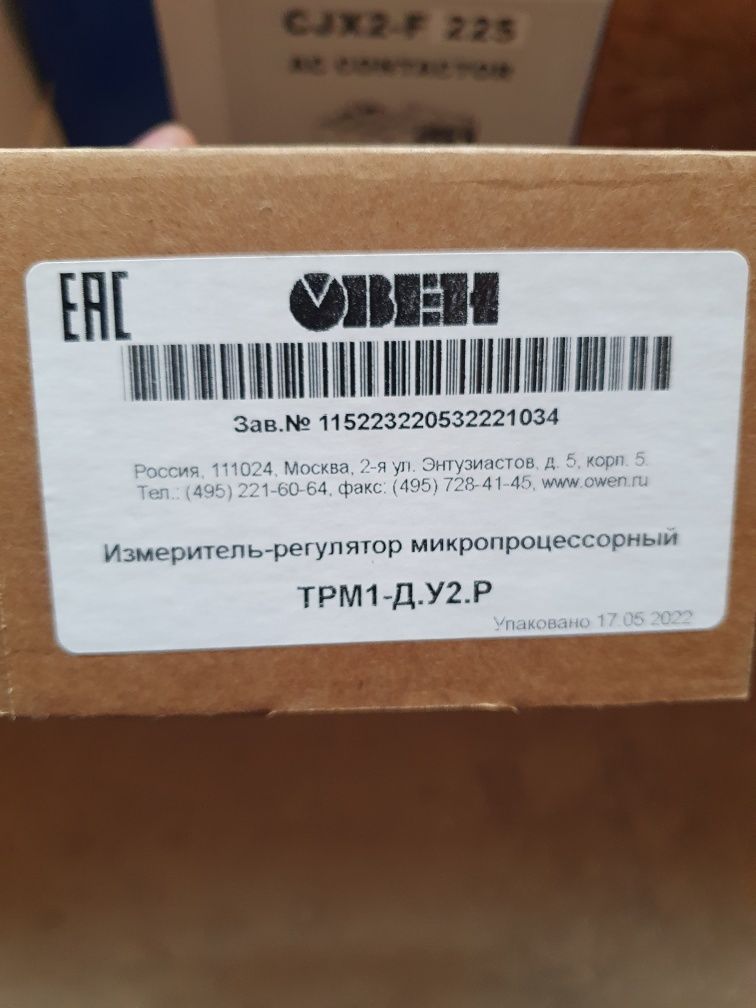 CJX2-F 225
AC CONTACTOR
EAC
ОВЕН
Зав.№ 115223220532221034
Россия, 111024, Москва, 2-я ул. Энтузиастов, д. 5, корп. 5.
Тел.: (495) 221-60-64, факс: (495) 728-41-45, www.owen.ru
Измеритель-регулятор микропроцессорный
ТРМ1-Д.У2.Р
Упаковано 17.05.2022